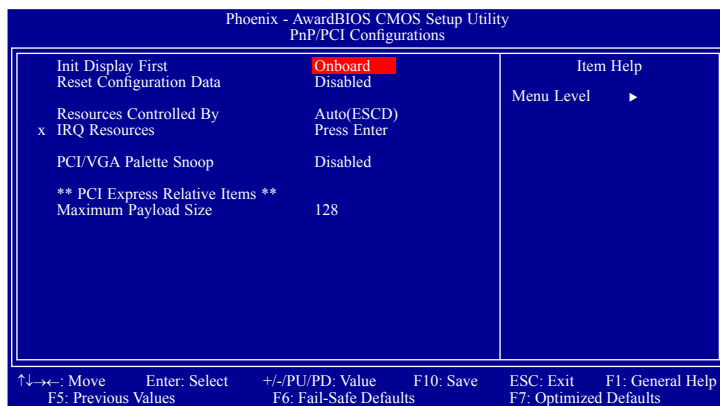 Phoenix - AwardBIOS CMOS Setup Utility
PnP/PCI Configurations
Init Display First Onboard
Reset Configuration Data Disabled
Resources Controlled By Auto(ESCD)
x IRQ Resources Press Enter
PCI/VGA Palette Snoop Disabled
** PCI Express Relative Items **
Maximum Payload Size 128
Item Help
Menu Level ►
↑↓→←: Move Enter: Select +/-/PU/PD: Value F10: Save ESC: Exit F1: General Help
F5: Previous Values F6: Fail-Safe Defaults F7: Optimized Defaults